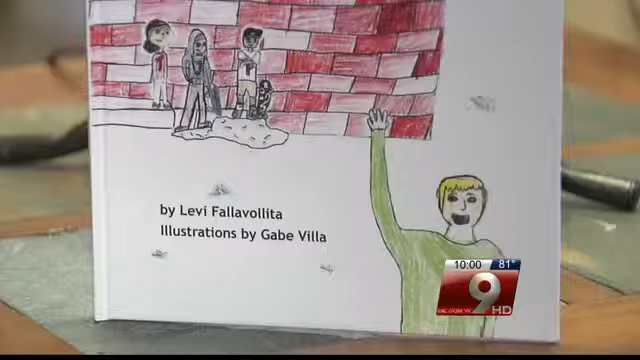 by Levi Fallavollita
Illustrations by Gabe Villa
10:00 81°
9
HD